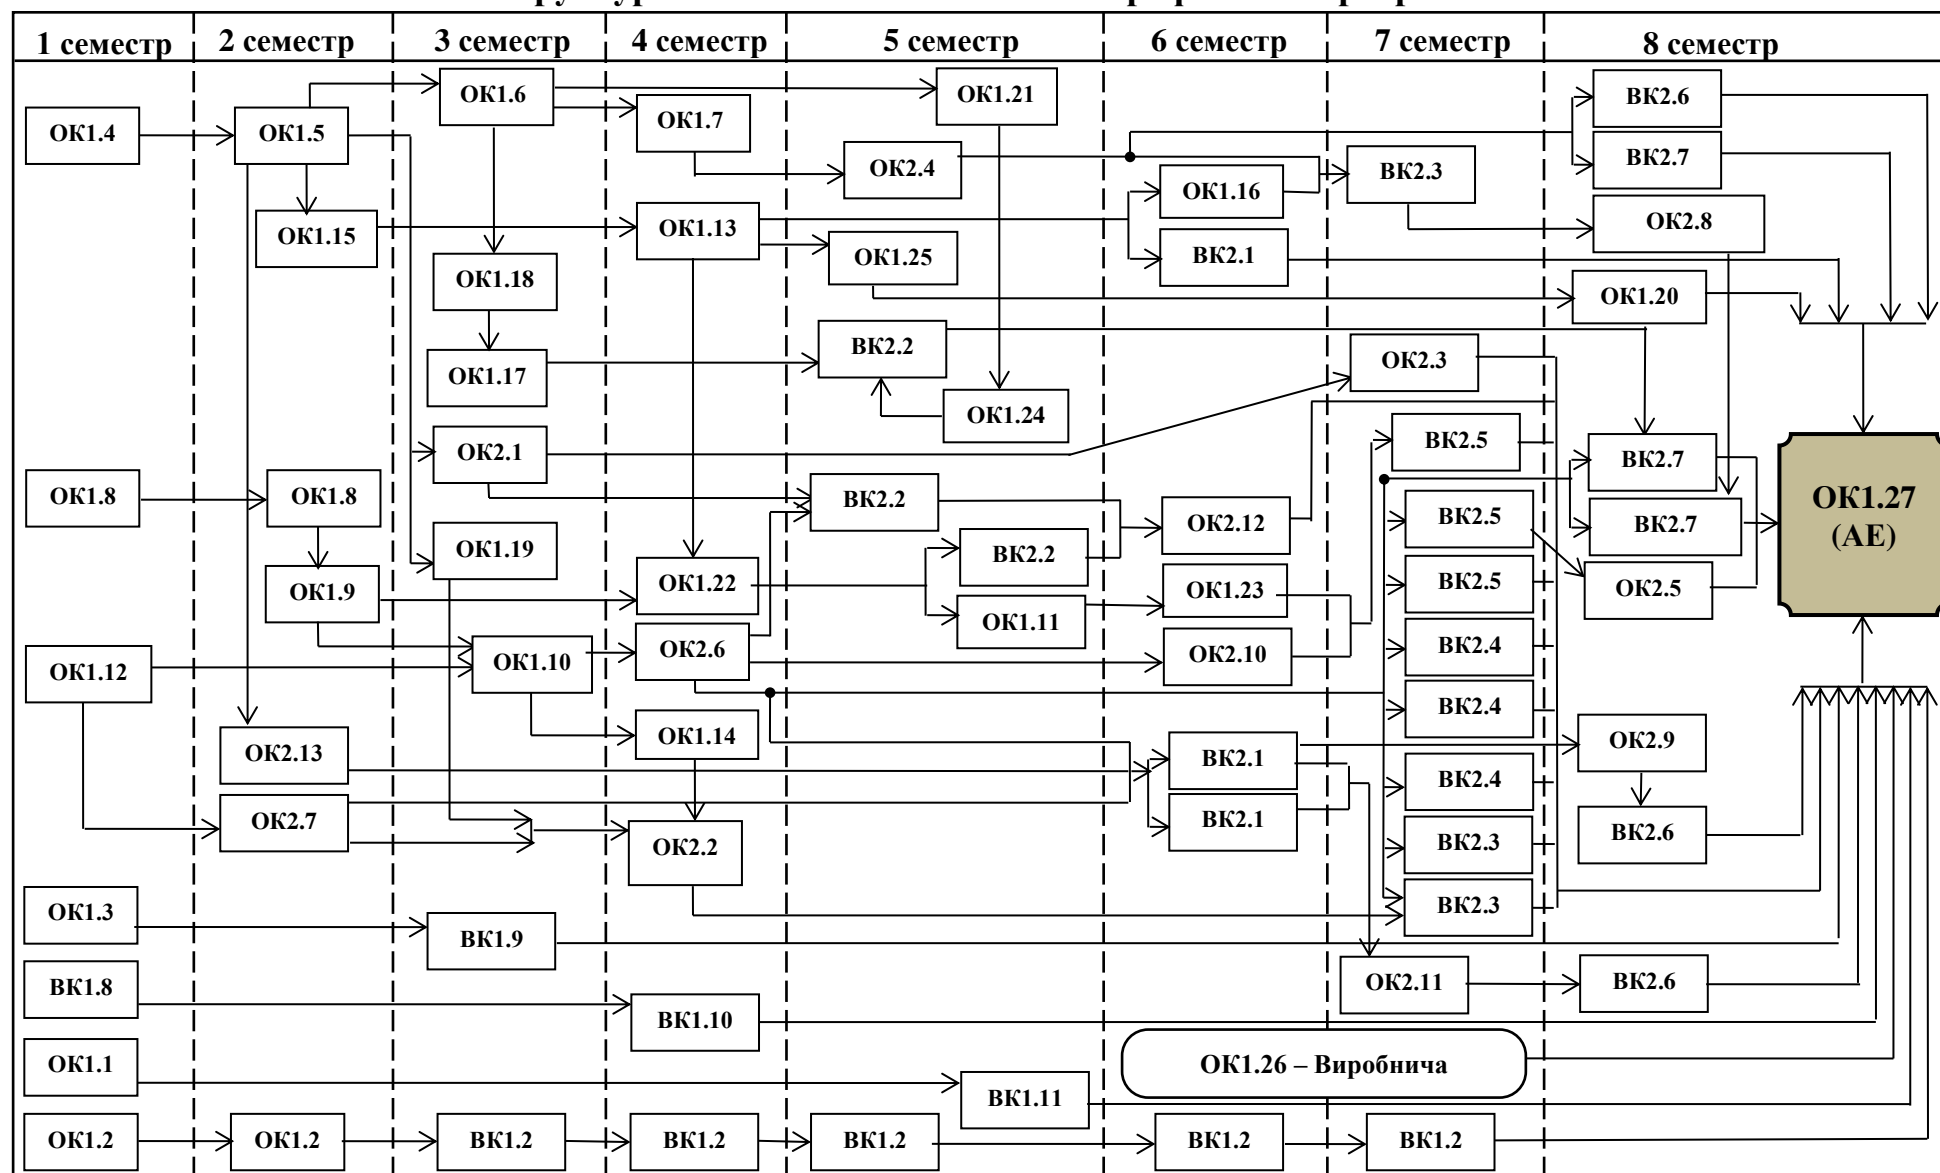 1 семестр 2 семестр 3 семестр 4 семестр 5 семестр 6 семестр 7 семестр 8 семестр
ОК1.4
ОК1.8
ОК1.12
ОК1.3
ВК1.8
ОК1.1
ОК1.2
ОК1.5
ОК1.15
ОК1.8
ОК1.9
ОК2.13
ОК2.7
ОК1.2
ОК1.6
ОК1.18
ОК1.17
ОК2.1
ОК1.19
ОК1.10
ВК1.9
ВК1.2
ОК1.7
ОК1.13
ОК1.22
ОК2.6
ОК1.14
ОК2.2
ВК1.10
ВК1.2
ОК1.21
ОК2.4
ОК1.25
ВК2.2
ОК1.24
ВК2.2
ВК2.2
ОК1.11
ВК1.11
ВК1.2
ОК1.16
ВК2.1
ОК2.12
ОК1.23
ОК2.10
ВК2.1
ВК2.1
ОК1.26 – Виробнича
ВК1.2
ВК2.3
ОК2.3
ВК2.5
ВК2.5
ВК2.5
ВК2.4
ВК2.4
ВК2.4
ВК2.3
ВК2.3
ОК2.11
ВК1.2
ВК2.6
ВК2.7
ОК2.8
ОК1.20
ВК2.7
ВК2.7
ОК2.5
ОК2.9
ВК2.6
ВК2.6
ОК1.27
(АЕ)